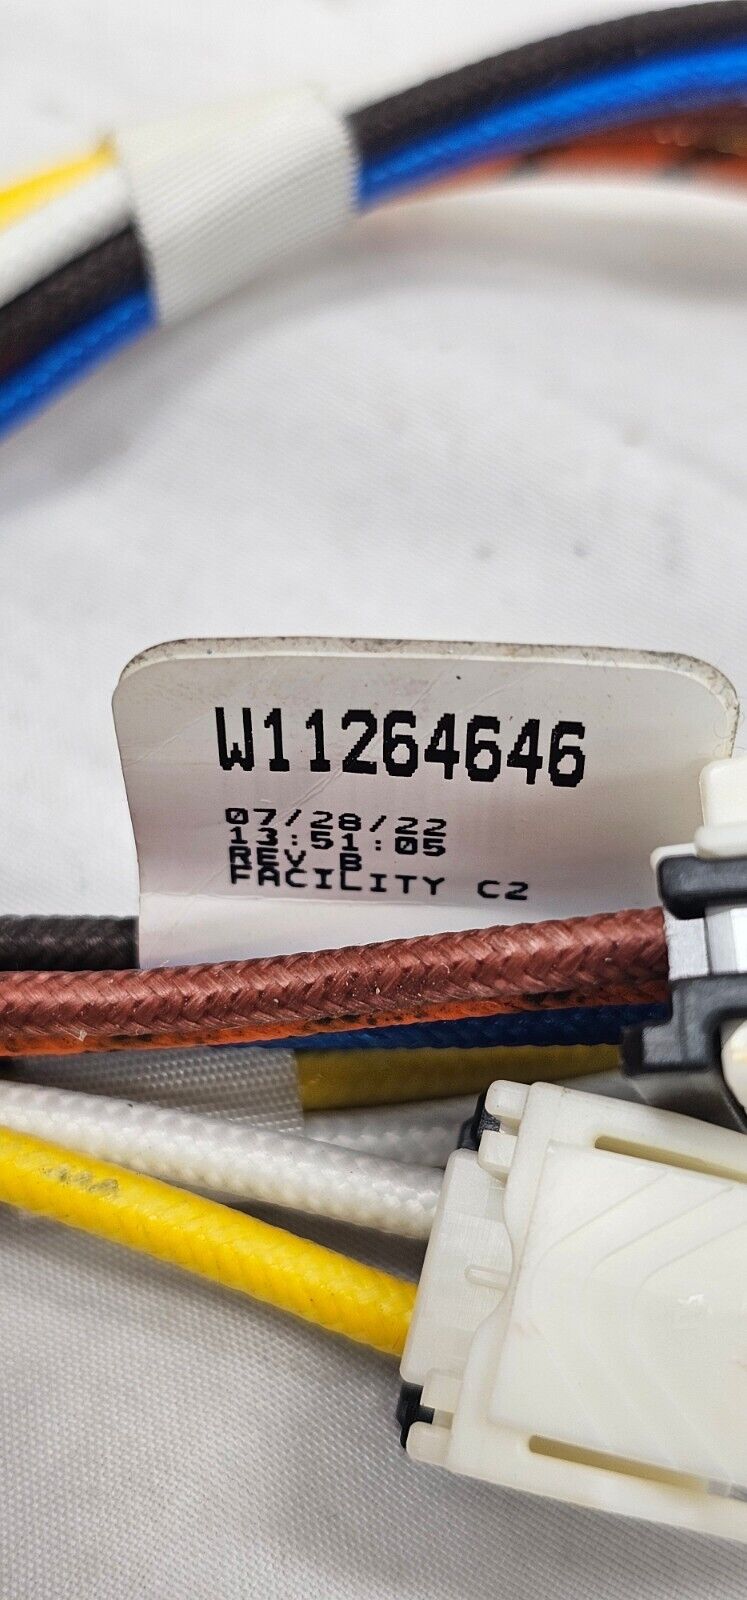 W11264646
07/28/22
13:51:05
REV B
FACILITY C2